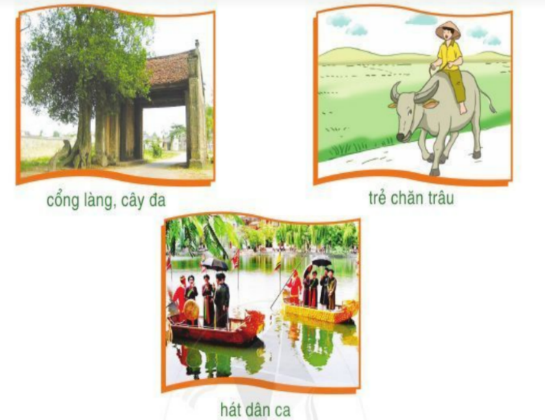 cổng làng, cây đa
trẻ chăn trâu
hát dân ca